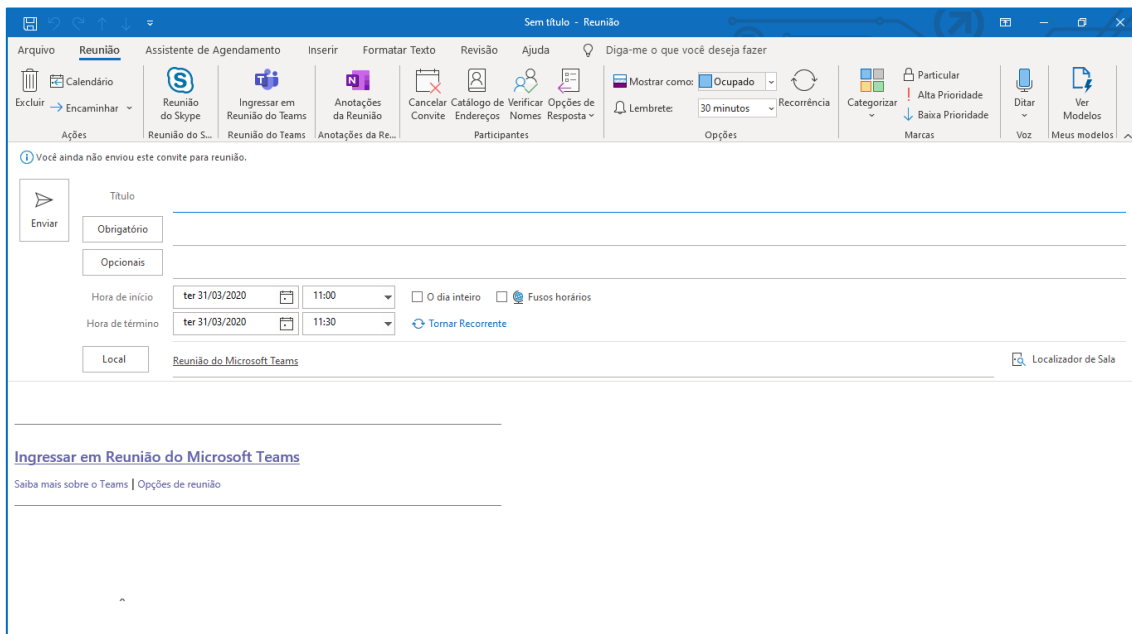 Sem título - Reunião
Arquivo Reunião Assistente de Agendamento Inserir Formatar Texto Revisão Ajuda Diga-me o que você deseja fazer
Excluir
Calendário
Encaminhar
Ações
Reunião do Skype
Reunião do S...
Ingressar em Reunião do Teams
Reunião do Teams
Anotações da Reunião
Anotações da Re...
Cancelar Convite
Catálogo de Endereços
Verificar Nomes
Opções de Resposta
Participantes
Mostrar como: Ocupado
Lembrete: 30 minutos
Recorrência
Opções
Categorizar
Particular
Alta Prioridade
Baixa Prioridade
Marcas
Ditar
Voz
Ver Modelos
Meus modelos
Você ainda não enviou este convite para reunião.
Enviar
Título
Obrigatório
Opcionais
Hora de início ter 31/03/2020 11:00 O dia inteiro Fusos horários
Hora de término ter 31/03/2020 11:30 Tornar Recorrente
Local Reunião do Microsoft Teams Localizador de Sala
Ingressar em Reunião do Microsoft Teams
Saiba mais sobre o Teams | Opções de reunião